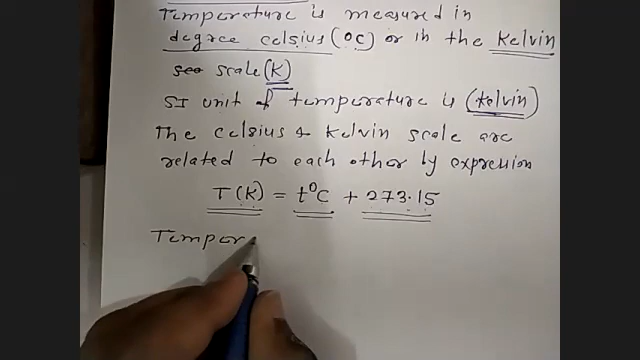 Temperature is measured in
degree celsius (°C) or in the Kelvin
scale (K)
SI unit of temperature is (kelvin)
The celsius & Kelvin scale are
related to each other by expression
T(K) = t°C + 273.15
Temper